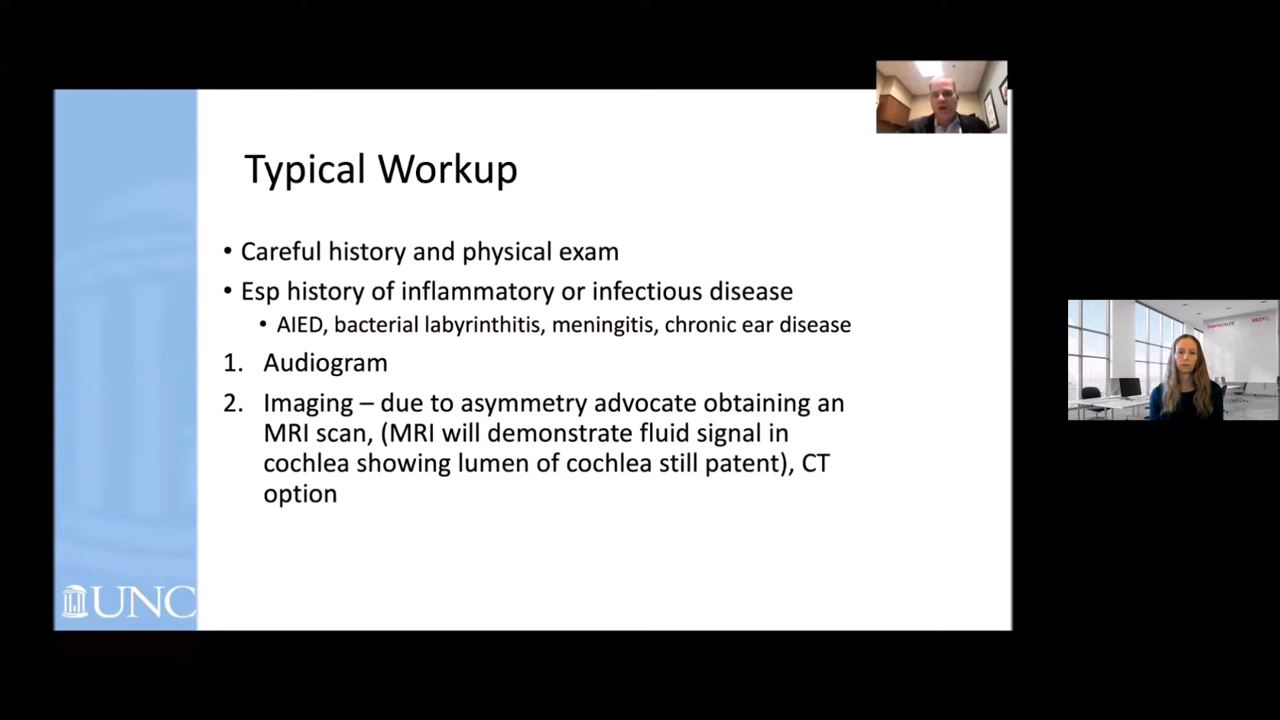 Typical Workup
• Careful history and physical exam
• Esp history of inflammatory or infectious disease
• AIED, bacterial labyrinthitis, meningitis, chronic ear disease
1. Audiogram
2. Imaging – due to asymmetry advocate obtaining an
MRI scan, (MRI will demonstrate fluid signal in
cochlea showing lumen of cochlea still patent), CT
option
UNC